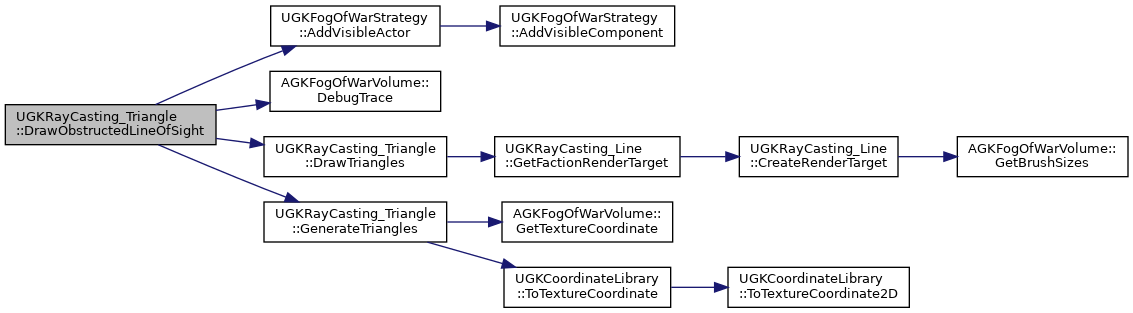 UGKRayCasting_Triangle
::DrawObstructedLineOfSight
UGKFogOfWarStrategy
::AddVisibleActor
UGKFogOfWarStrategy
::AddVisibleComponent
AGKFogOfWarVolume::
DebugTrace
UGKRayCasting_Triangle
::DrawTriangles
UGKRayCasting_Line
::GetFactionRenderTarget
UGKRayCasting_Line
::CreateRenderTarget
AGKFogOfWarVolume::
GetBrushSizes
UGKRayCasting_Triangle
::GenerateTriangles
AGKFogOfWarVolume::
GetTextureCoordinate
UGKCoordinateLibrary
::ToTextureCoordinate
UGKCoordinateLibrary
::ToTextureCoordinate2D